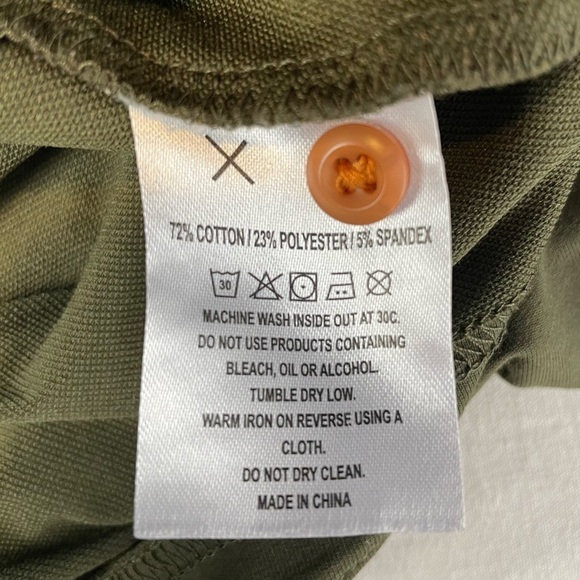 72% COTTON / 23% POLYESTER / 5% SPANDEX
30
MACHINE WASH INSIDE OUT AT 30C.
DO NOT USE PRODUCTS CONTAINING
BLEACH, OIL OR ALCOHOL.
TUMBLE DRY LOW.
WARM IRON ON REVERSE USING A
CLOTH.
DO NOT DRY CLEAN.
MADE IN CHINA